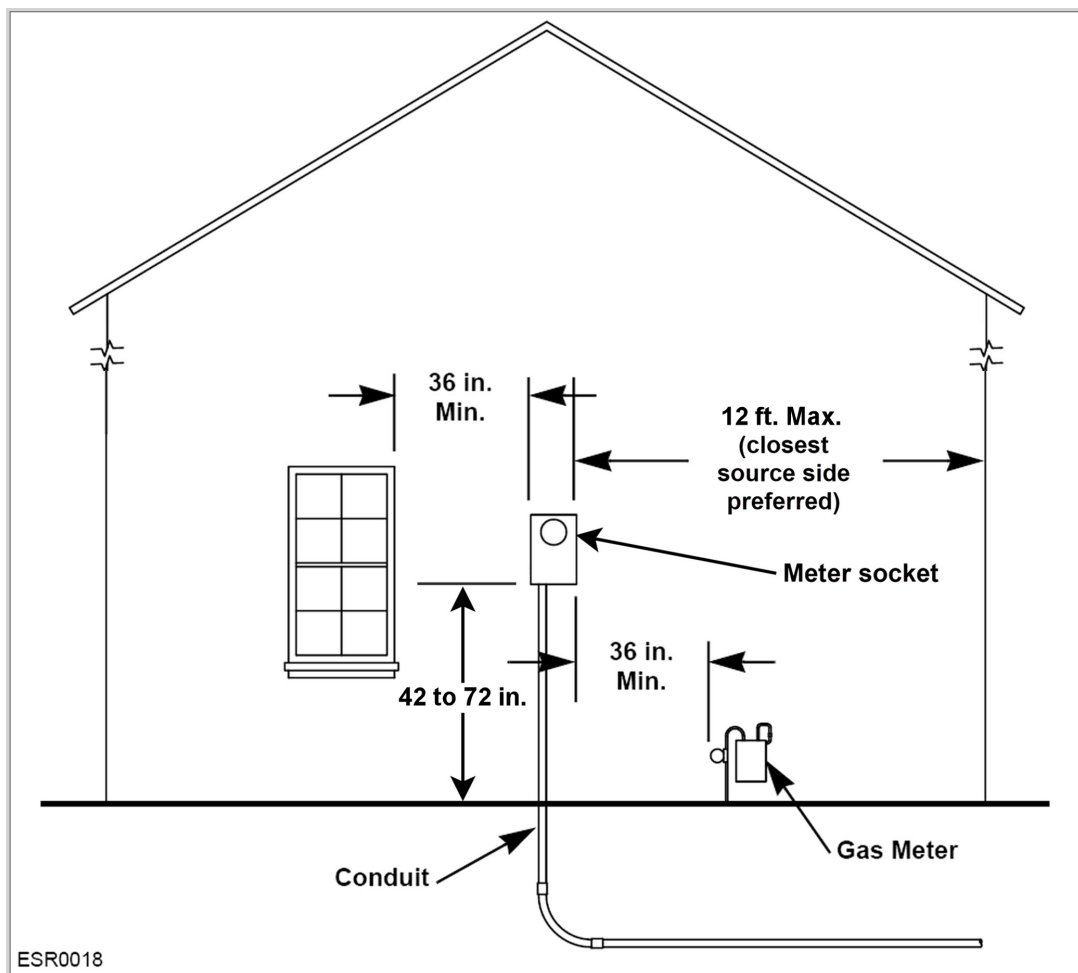 36 in.
Min.
12 ft. Max.
(closest
source side
preferred)
Meter socket
36 in.
Min.
42 to 72 in.
Gas Meter
Conduit
ESR0018